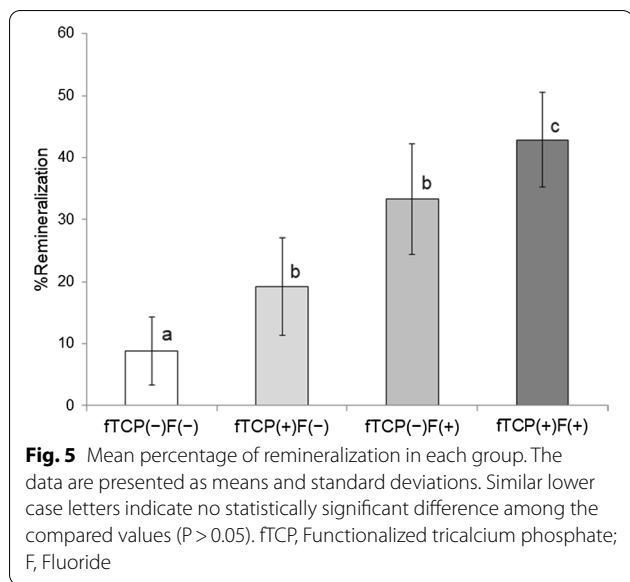 60
50
40
30
20
10
0
%Remineralization
a
b
b
c
fTCP(−)F(−) fTCP(+)F(−) fTCP(−)F(+) fTCP(+)F(+)
Fig. 5 Mean percentage of remineralization in each group. The
data are presented as means and standard deviations. Similar lower
case letters indicate no statistically significant difference among the
compared values (P > 0.05). fTCP, Functionalized tricalcium phosphate;
F, Fluoride